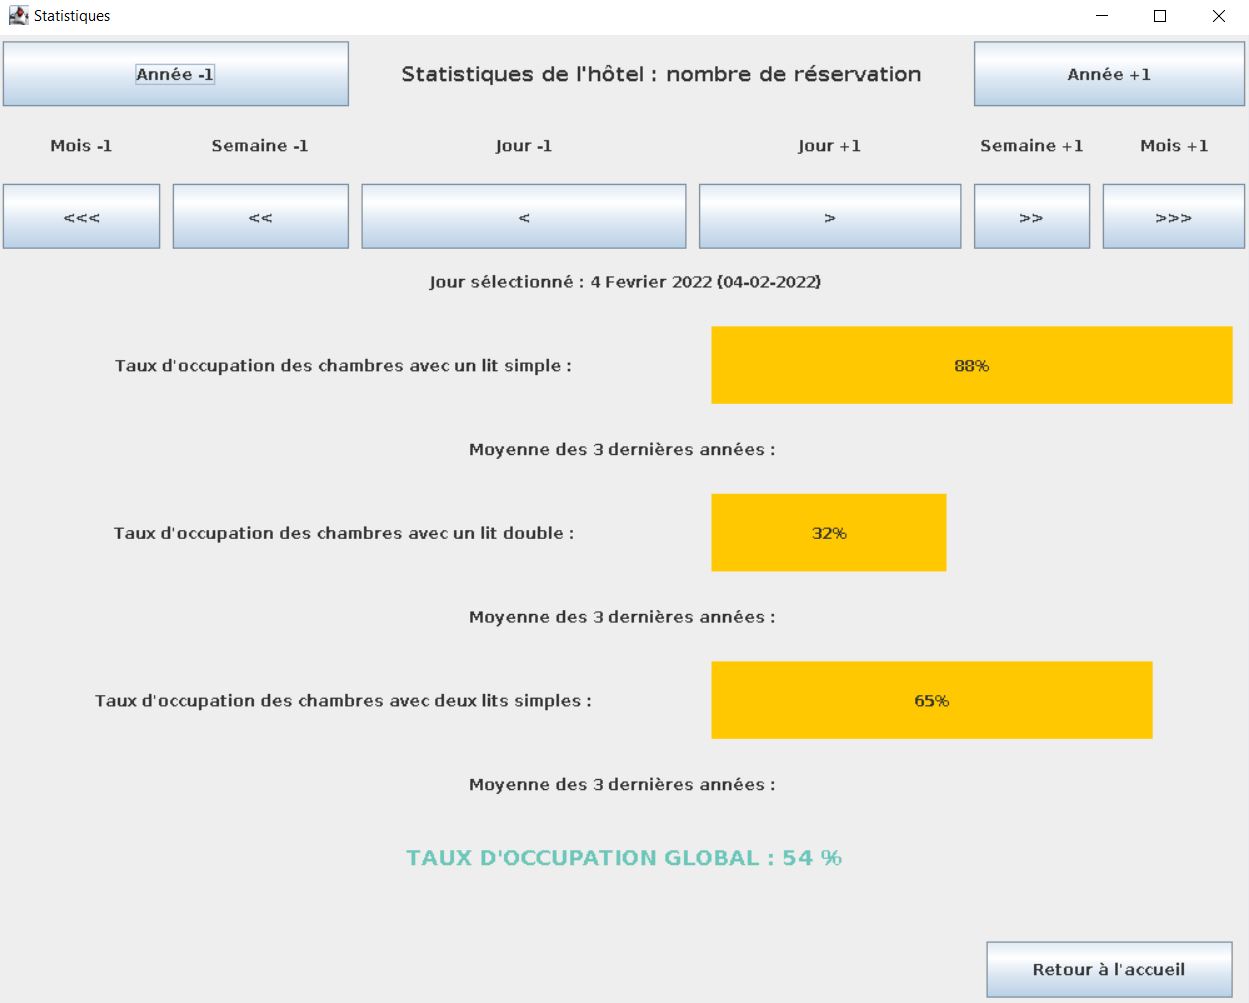 Statistiques
Année -1
Statistiques de l'hôtel : nombre de réservation
Année +1
Mois -1
Semaine -1
Jour -1
Jour +1
Semaine +1
Mois +1
<<<
<<
<
>
>>
>>>
Jour sélectionné : 4 Fevrier 2022 (04-02-2022)
Taux d'occupation des chambres avec un lit simple :
88%
Moyenne des 3 dernières années :
Taux d'occupation des chambres avec un lit double :
32%
Moyenne des 3 dernières années :
Taux d'occupation des chambres avec deux lits simples :
65%
Moyenne des 3 dernières années :
TAUX D'OCCUPATION GLOBAL : 54 %
Retour à l'accueil